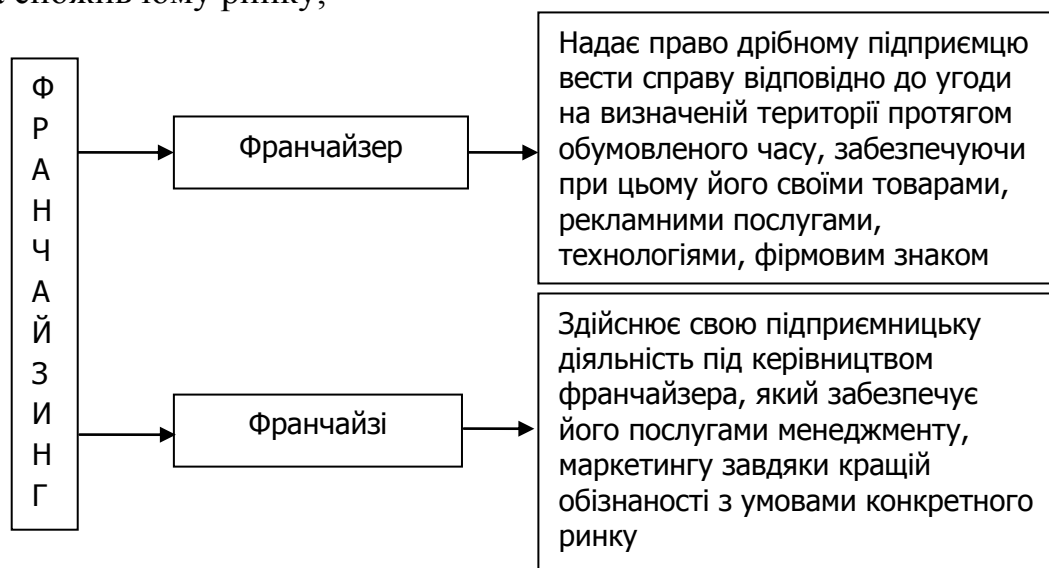 споживчому ринку;
ФРАНЧАЙЗИНГ
Франчайзер
Надає право дрібному підприємцю
вести справу відповідно до угоди
на визначеній території протягом
обумовленого часу, забезпечуючи
при цьому його своїми товарами,
рекламними послугами,
технологіями, фірмовим знаком
Франчайзі
Здійснює свою підприємницьку
діяльність під керівництвом
франчайзера, який забезпечує
його послугами менеджменту,
маркетингу завдяки кращій
обізнаності з умовами конкретного
ринку